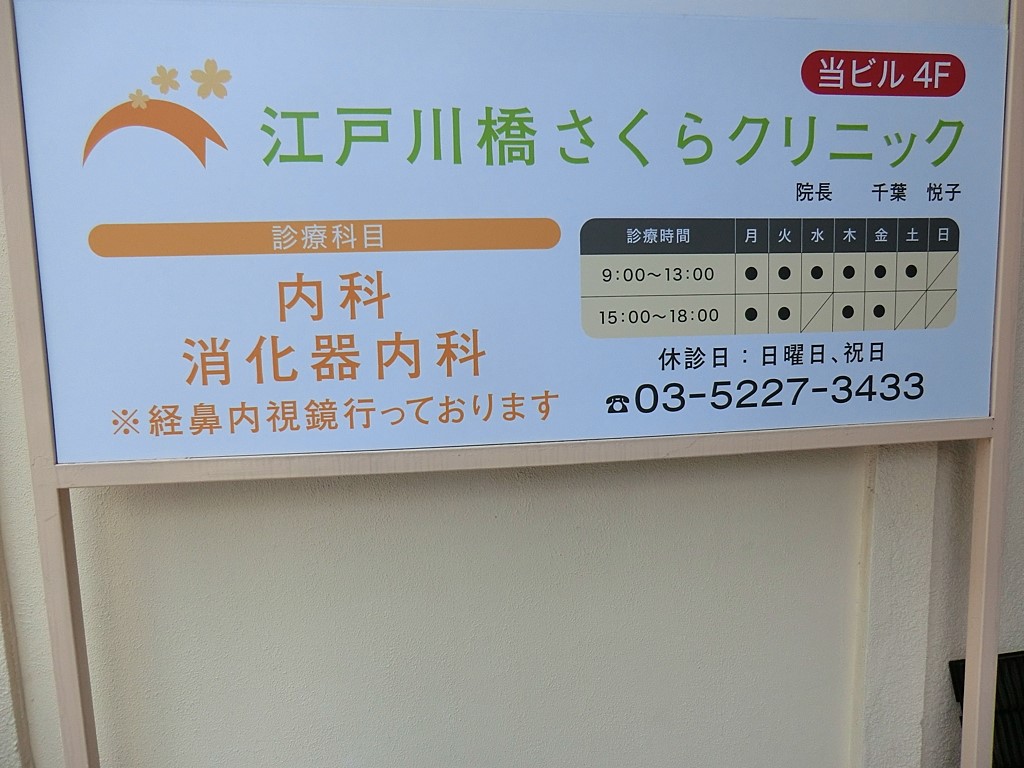 当ビル 4F
江戸川橋さくらクリニック
院長 千葉 悦子
診療科目
内科
消化器内科
※経鼻内視鏡行っております
診療時間 月 火 水 木 金 土 日
9:00〜13:00 ● ● ● ● ● ● ／
15:00〜18:00 ● ● ／ ● ● ／ ／
休診日：日曜日、祝日
☎03-5227-3433